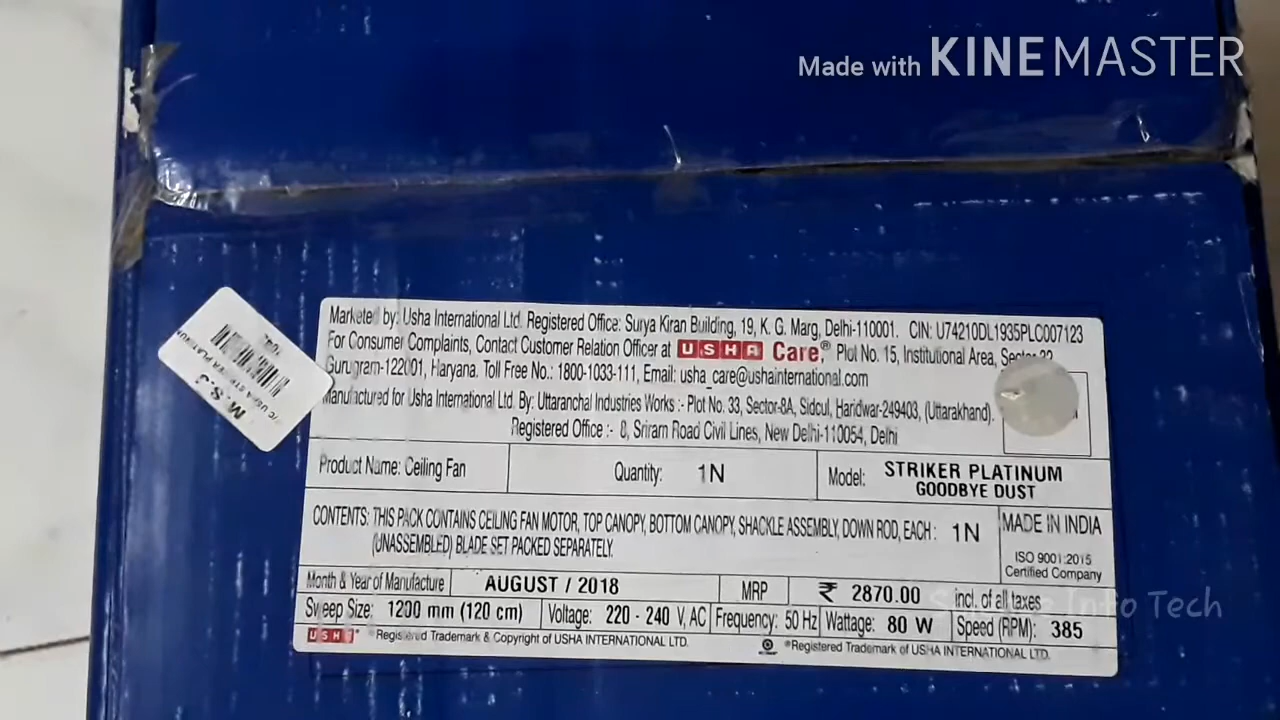 Made with KINEMASTER
Marketed by: Usha International Ltd. Registered Office: Surya Kiran Building, 19, K. G. Marg, Delhi-110001. CIN: U74210DL1935PLC007123
For Consumer Complaints, Contact Customer Relation Officer at USHA Care,® Plot No. 15, Institutional Area,
Gurugram-122001, Haryana. Toll Free No.: 1800-1033-111, Email: usha_care@ushainternational.com
Manufactured for Usha International Ltd. By: Uttaranchal Industries Works :- Plot No. 33, Sector-8A, Sidcul, Haridwar-249403, (Uttarakhand).
Registered Office :- 8, Sriram Road Civil Lines, New Delhi-110054, Delhi
M.S.
Product Name: Ceiling Fan Quantity: 1N Model: STRIKER PLATINUM
GOODBYE DUST
CONTENTS: THIS PACK CONTAINS CEILING FAN MOTOR, TOP CANOPY, BOTTOM CANOPY, SHACKLE ASSEMBLY, DOWN ROD, EACH : 1N
(UNASSEMBLED) BLADE SET PACKED SEPARATELY.
MADE IN INDIA
ISO 9001:2015
Certified Company
Month & Year of Manufacture AUGUST / 2018 MRP ₹ 2870.00 incl. of all taxes
Info Tech
Sweep Size: 1200 mm (120 cm) Voltage: 220 - 240 V, AC Frequency: 50 Hz Wattage: 80 W Speed (RPM): 385
USHA ® Registered Trademark & Copyright of USHA INTERNATIONAL LTD. ®Registered Trademark of USHA INTERNATIONAL LTD.